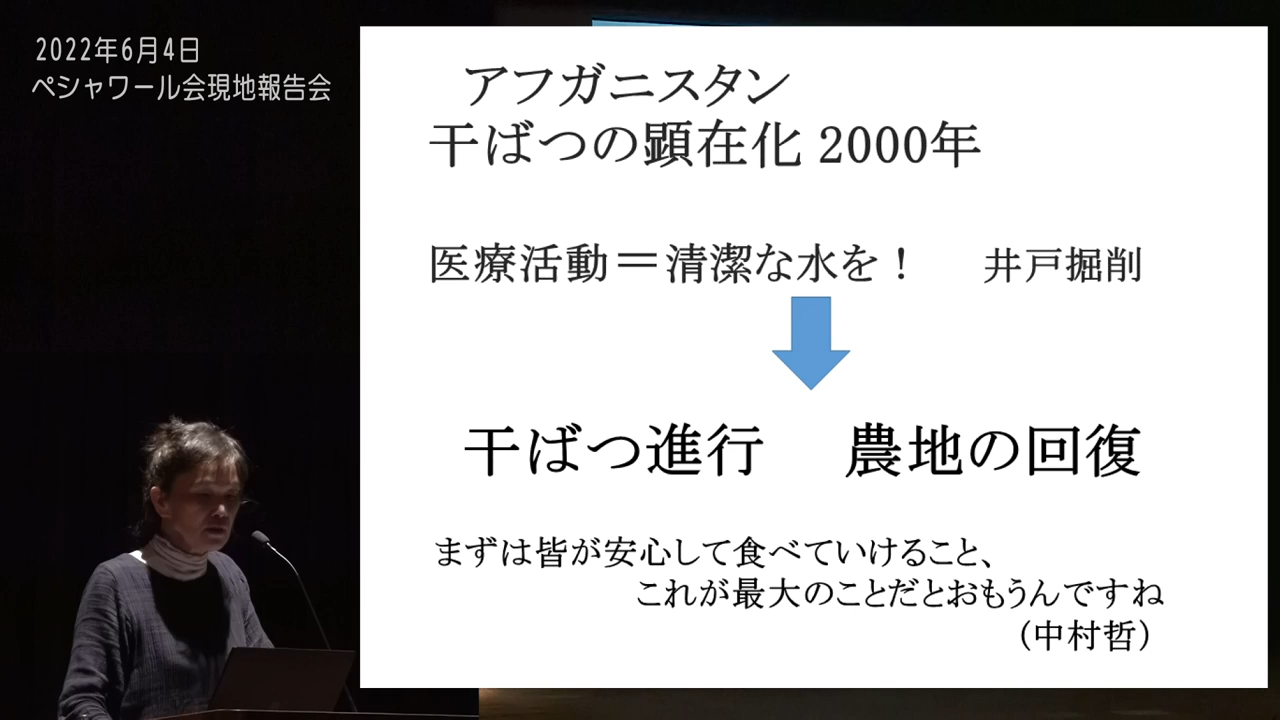 2022年6月4日
ペシャワール会現地報告会
アフガニスタン
干ばつの顕在化 2000年
医療活動＝清潔な水を！ 井戸掘削
干ばつ進行 農地の回復
まずは皆が安心して食べていけること、
これが最大のことだとおもうんですね
（中村哲）